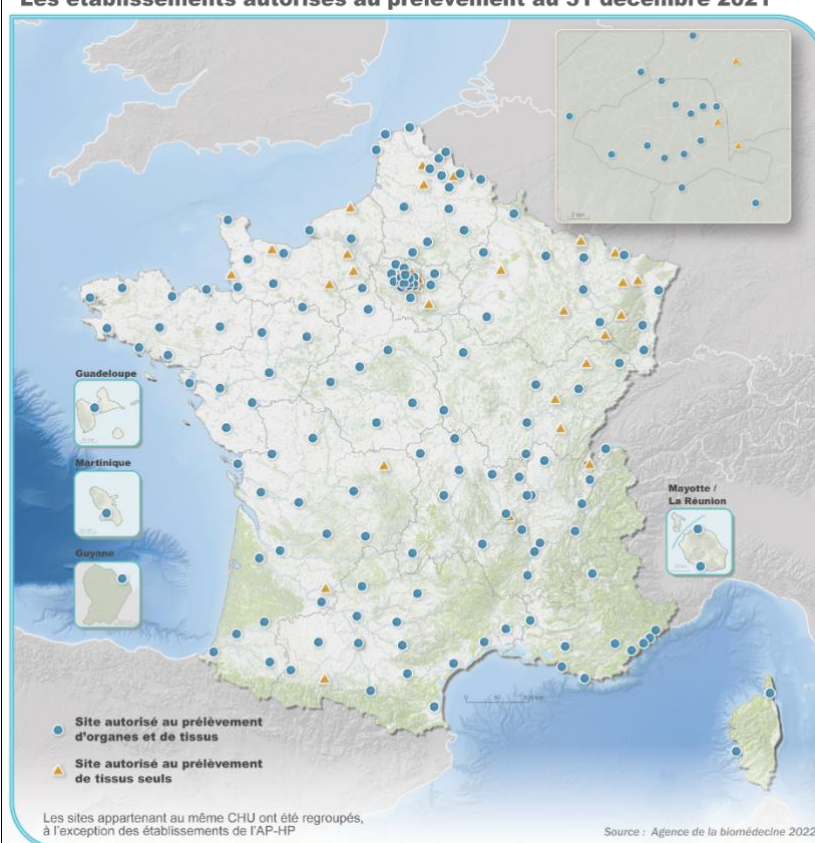 Les établissements autorisés au prélèvement au 31 décembre 2021
Guadeloupe
Martinique
Guyane
Mayotte /
La Réunion
Site autorisé au prélèvement
d'organes et de tissus
Site autorisé au prélèvement
de tissus seuls
Les sites appartenant au même CHU ont été regroupés,
à l'exception des établissements de l'AP-HP
Source : Agence de la biomédecine 2022